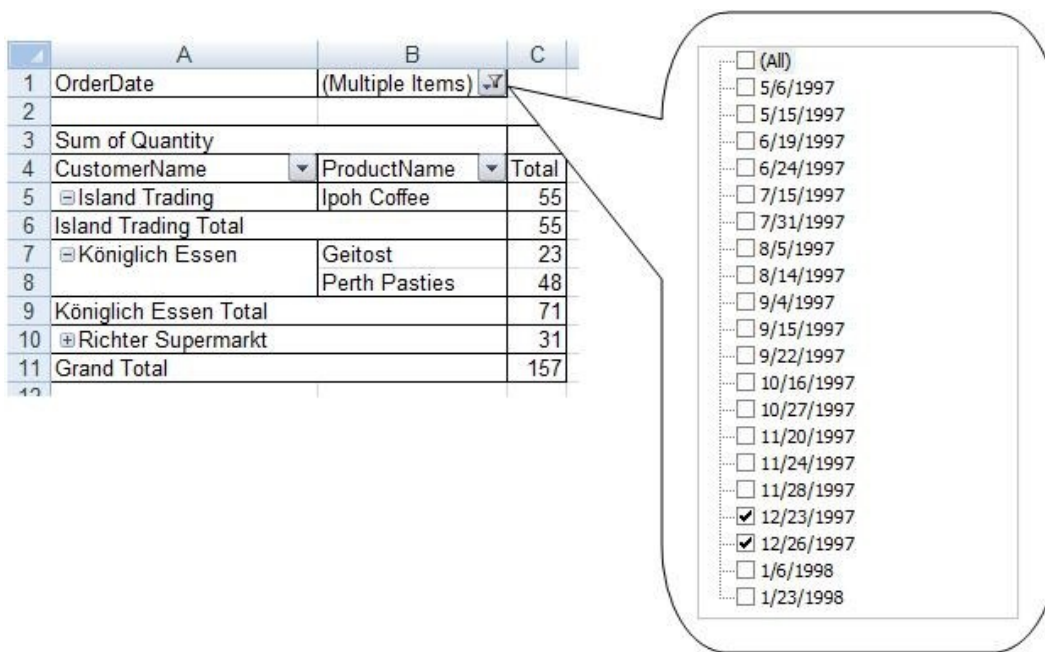 A B C
1 OrderDate (Multiple Items)
2
3 Sum of Quantity
4 CustomerName ProductName Total
5 Island Trading Ipoh Coffee 55
6 Island Trading Total 55
7 Königlich Essen Geitost 23
8 Perth Pasties 48
9 Königlich Essen Total 71
10 Richter Supermarkt 31
11 Grand Total 157
12
(All)
5/6/1997
5/15/1997
6/19/1997
6/24/1997
7/15/1997
7/31/1997
8/5/1997
8/14/1997
9/4/1997
9/15/1997
9/22/1997
10/16/1997
10/27/1997
11/20/1997
11/24/1997
11/28/1997
12/23/1997
12/26/1997
1/6/1998
1/23/1998